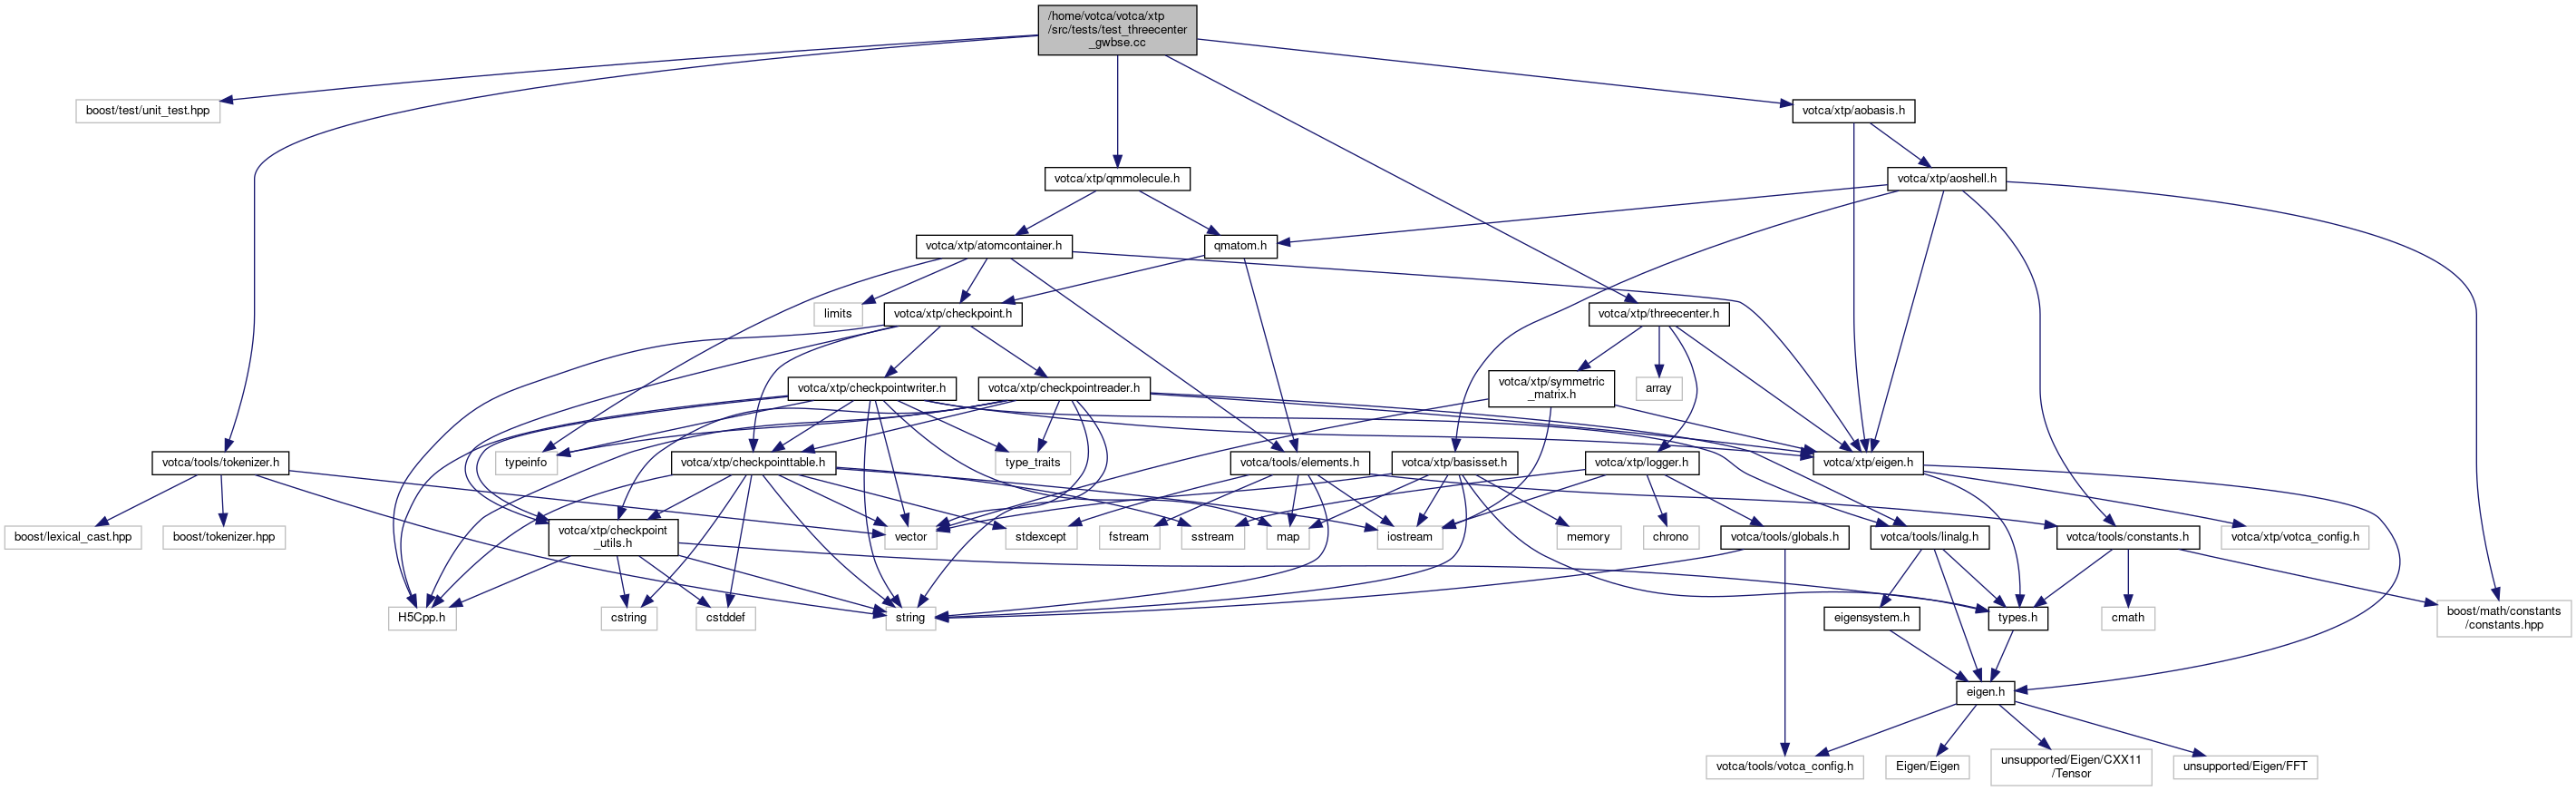 /home/votca/votca/xtp
/src/tests/test_threecenter
_gwbse.cc
boost/test/unit_test.hpp
votca/xtp/aobasis.h
votca/xtp/qmmolecule.h
votca/xtp/aoshell.h
votca/xtp/atomcontainer.h
qmatom.h
limits
votca/xtp/checkpoint.h
votca/xtp/threecenter.h
votca/xtp/checkpointwriter.h
votca/xtp/checkpointreader.h
votca/xtp/symmetric
_matrix.h
array
votca/tools/tokenizer.h
typeinfo
votca/xtp/checkpointtable.h
type_traits
votca/tools/elements.h
votca/xtp/basisset.h
votca/xtp/logger.h
votca/xtp/eigen.h
boost/lexical_cast.hpp
boost/tokenizer.hpp
votca/xtp/checkpoint
_utils.h
vector
stdexcept
fstream
sstream
map
iostream
memory
chrono
votca/tools/globals.h
votca/tools/linalg.h
votca/tools/constants.h
votca/xtp/votca_config.h
H5Cpp.h
cstring
cstddef
string
eigensystem.h
types.h
cmath
boost/math/constants
/constants.hpp
eigen.h
votca/tools/votca_config.h
Eigen/Eigen
unsupported/Eigen/CXX11
/Tensor
unsupported/Eigen/FFT